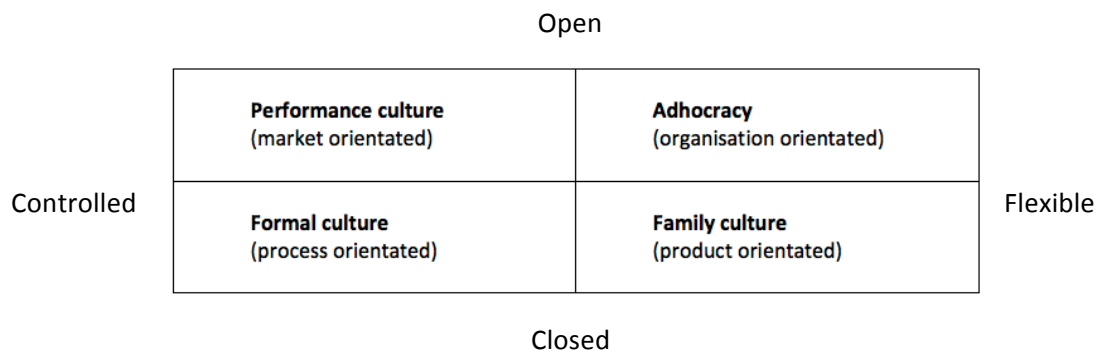 Open
Performance culture
(market orientated)
Adhocracy
(organisation orientated)
Controlled
Flexible
Formal culture
(process orientated)
Family culture
(product orientated)
Closed